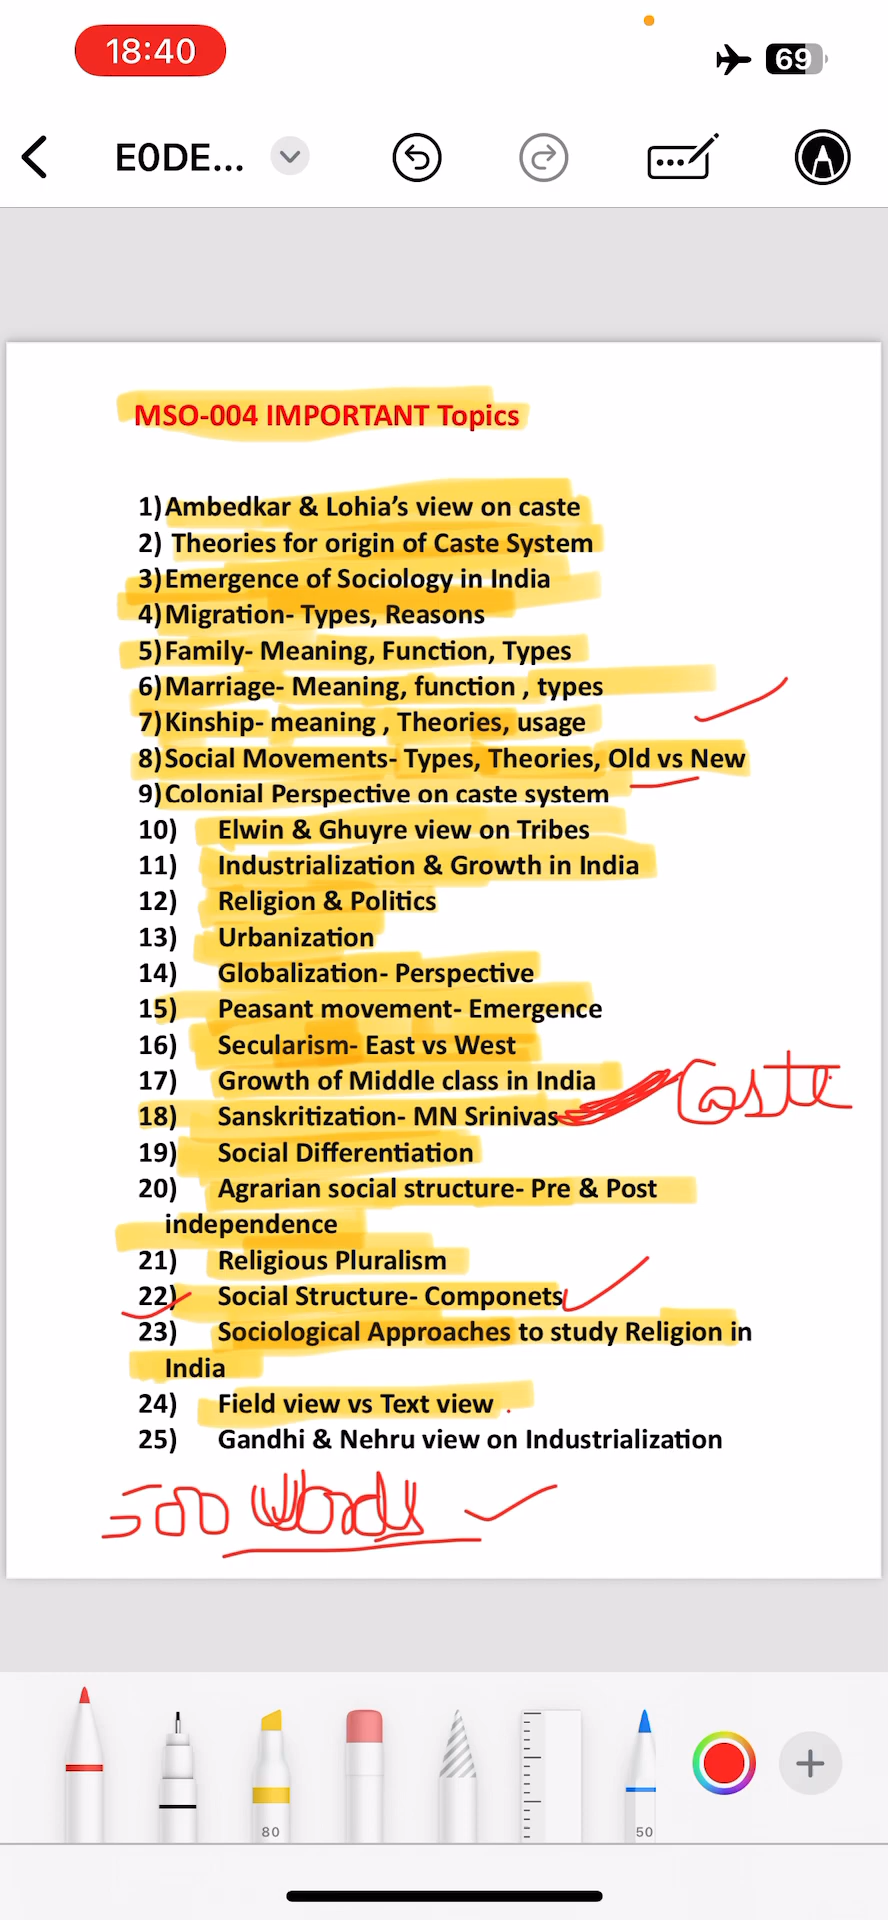 18:40
69
E0DE...
MSO-004 IMPORTANT Topics
1) Ambedkar & Lohia's view on caste
2) Theories for origin of Caste System
3) Emergence of Sociology in India
4) Migration- Types, Reasons
5) Family- Meaning, Function, Types
6) Marriage- Meaning, function , types
7) Kinship- meaning , Theories, usage
8) Social Movements- Types, Theories, Old vs New
9) Colonial Perspective on caste system
10) Elwin & Ghuyre view on Tribes
11) Industrialization & Growth in India
12) Religion & Politics
13) Urbanization
14) Globalization- Perspective
15) Peasant movement- Emergence
16) Secularism- East vs West
17) Growth of Middle class in India
18) Sanskritization- MN Srinivas Caste
19) Social Differentiation
20) Agrarian social structure- Pre & Post
independence
21) Religious Pluralism
22) Social Structure- Componets
23) Sociological Approaches to study Religion in
India
24) Field view vs Text view
25) Gandhi & Nehru view on Industrialization
500 Words
80
50